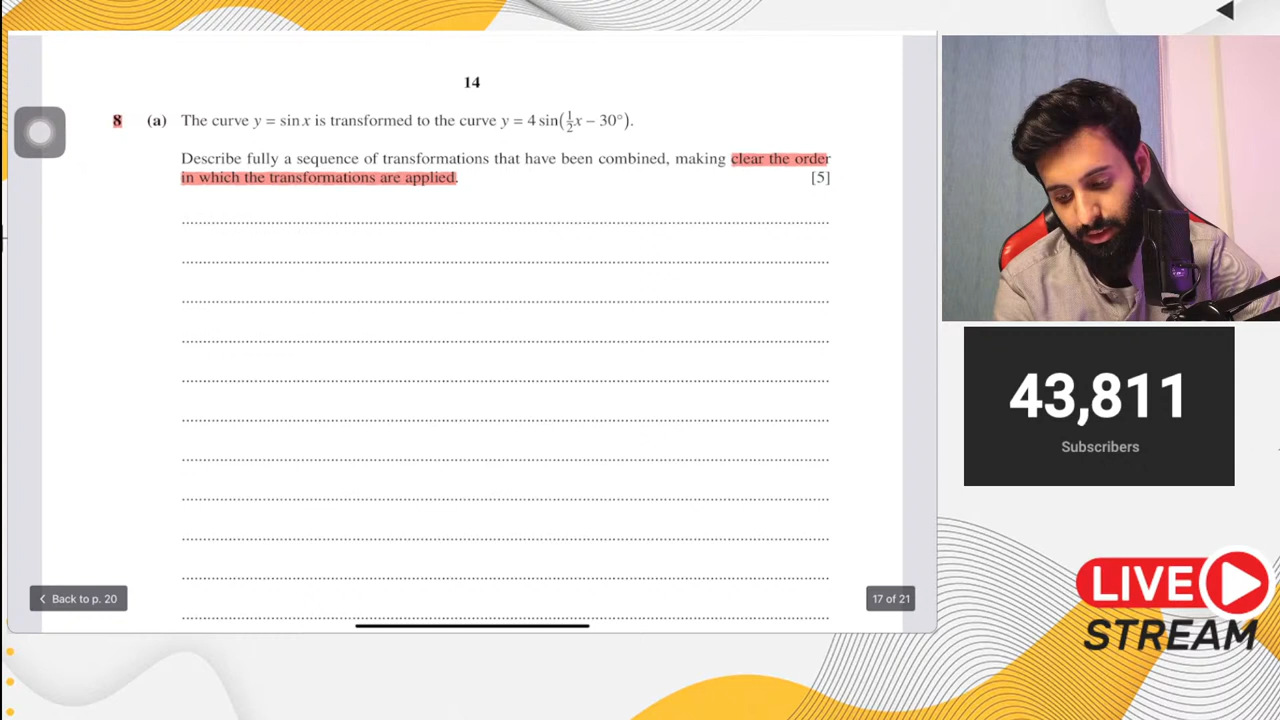 14
8 (a) The curve y = sin x is transformed to the curve y = 4 sin(½x − 30°).
Describe fully a sequence of transformations that have been combined, making clear the order
in which the transformations are applied. [5]
Back to p. 20
17 of 21
43,811
Subscribers
LIVE
STREAM